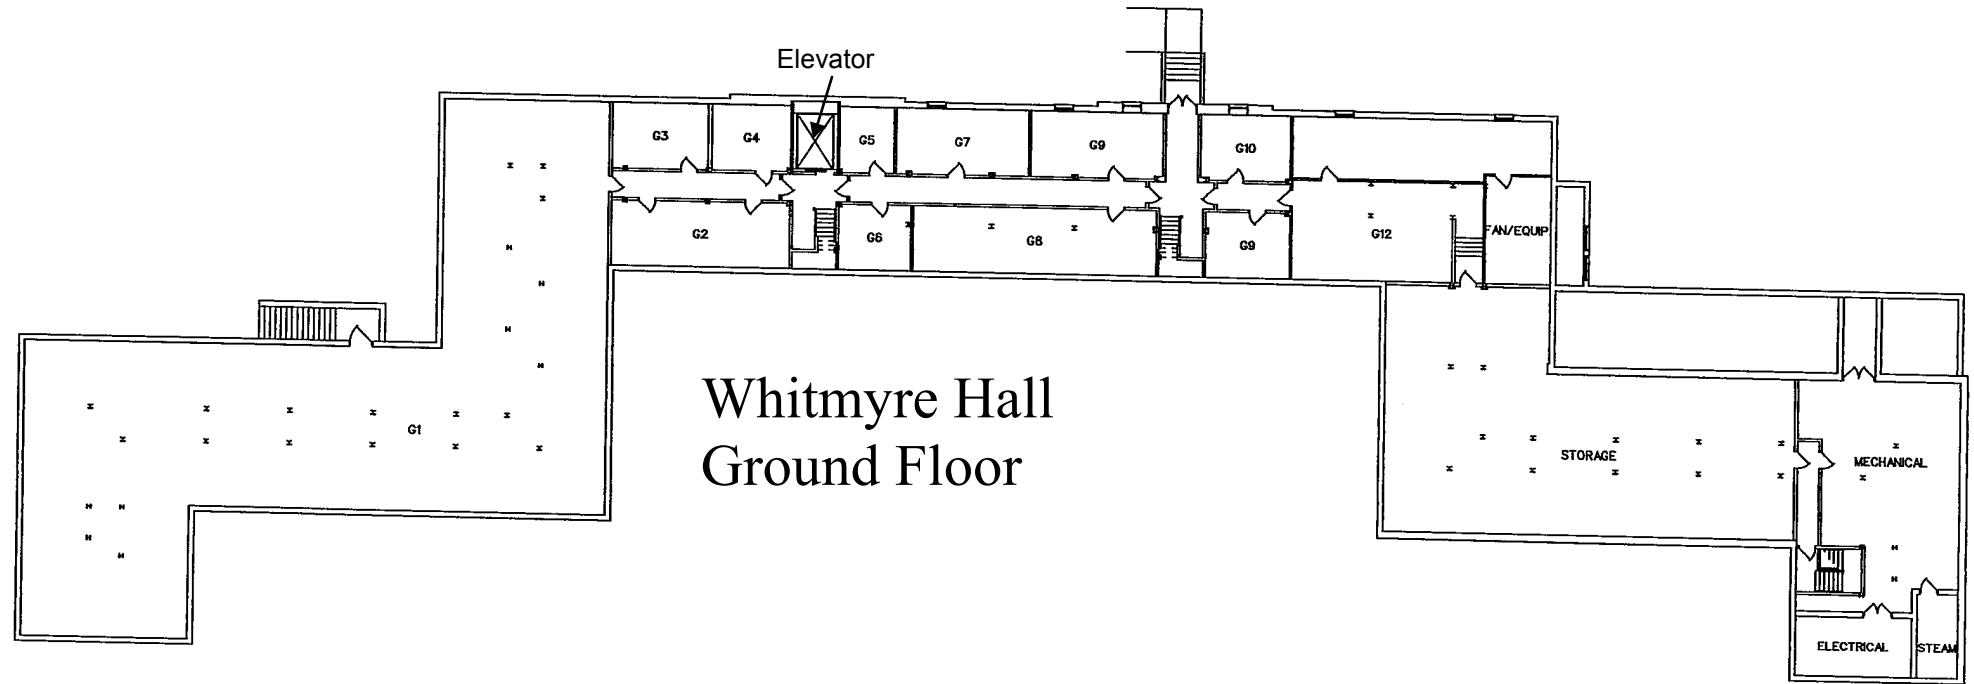 Elevator
G3
G4
G5
G7
G9
G10
G2
G6
G8
G9
G12
FAN/EQUIP
Whitmyre Hall
Ground Floor
G1
STORAGE
MECHANICAL
ELECTRICAL
STEAM